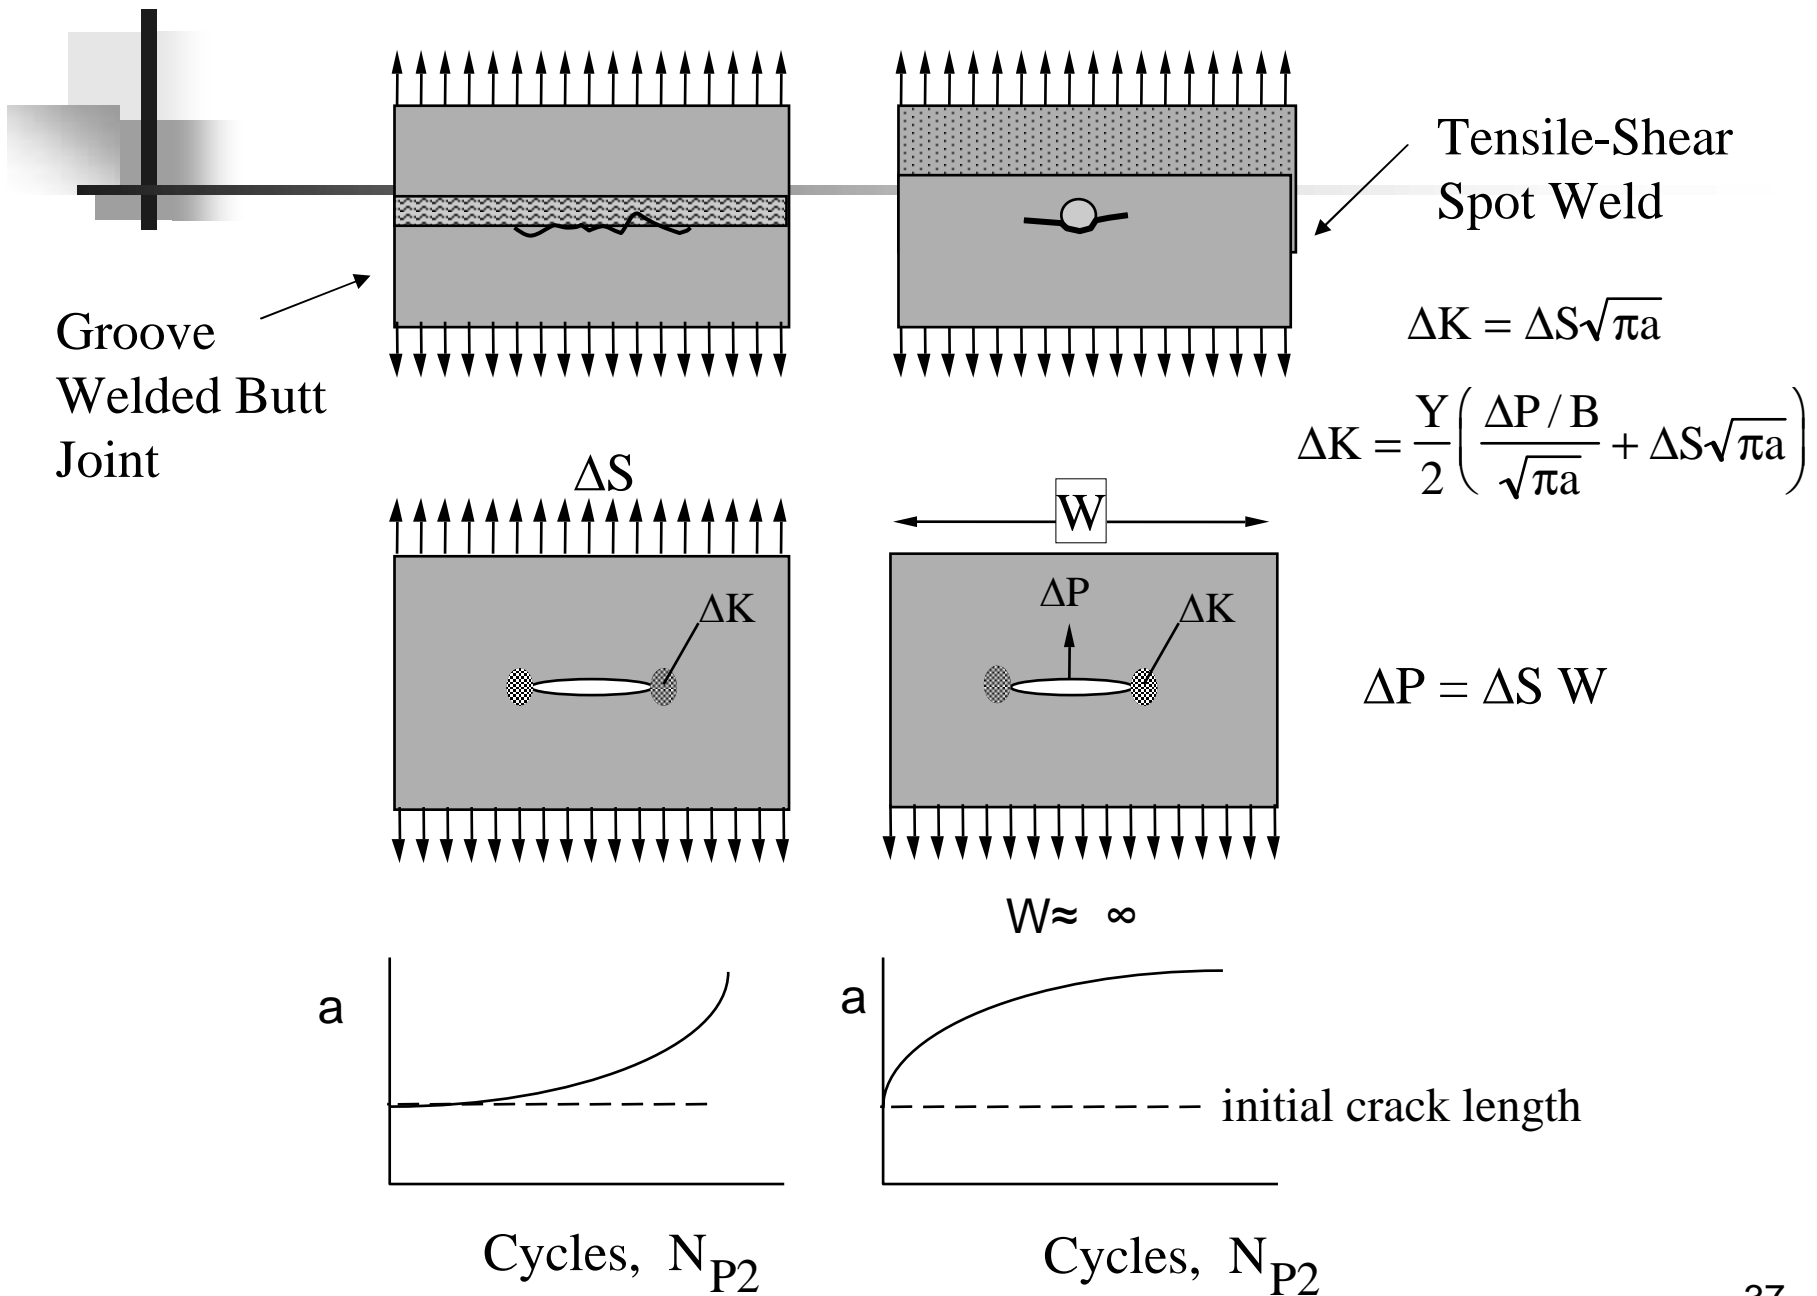 Tensile-Shear
Spot Weld
Groove
Welded Butt
Joint
ΔK = ΔS√πa
ΔK = Y/2 ( ΔP / B / √πa + ΔS√πa )
ΔS
W
ΔK
ΔP
ΔK
ΔP = ΔS W
W≈ ∞
a
a
initial crack length
Cycles, N_P2
Cycles, N_P2